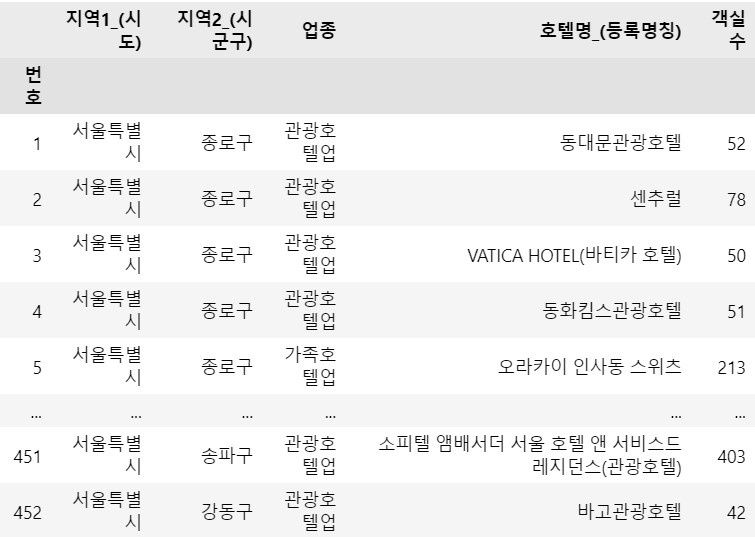 지역1_(시도) 지역2_(시군구) 업종 호텔명_(등록명칭) 객실수
번호
1 서울특별시 종로구 관광호텔업 동대문관광호텔 52
2 서울특별시 종로구 관광호텔업 센추럴 78
3 서울특별시 종로구 관광호텔업 VATICA HOTEL(바티카 호텔) 50
4 서울특별시 종로구 관광호텔업 동화킴스관광호텔 51
5 서울특별시 종로구 가족호텔업 오라카이 인사동 스위츠 213
... ... ... ... ... ...
451 서울특별시 송파구 관광호텔업 소피텔 앰배서더 서울 호텔 앤 서비스드 레지던스(관광호텔) 403
452 서울특별시 강동구 관광호텔업 바고관광호텔 42